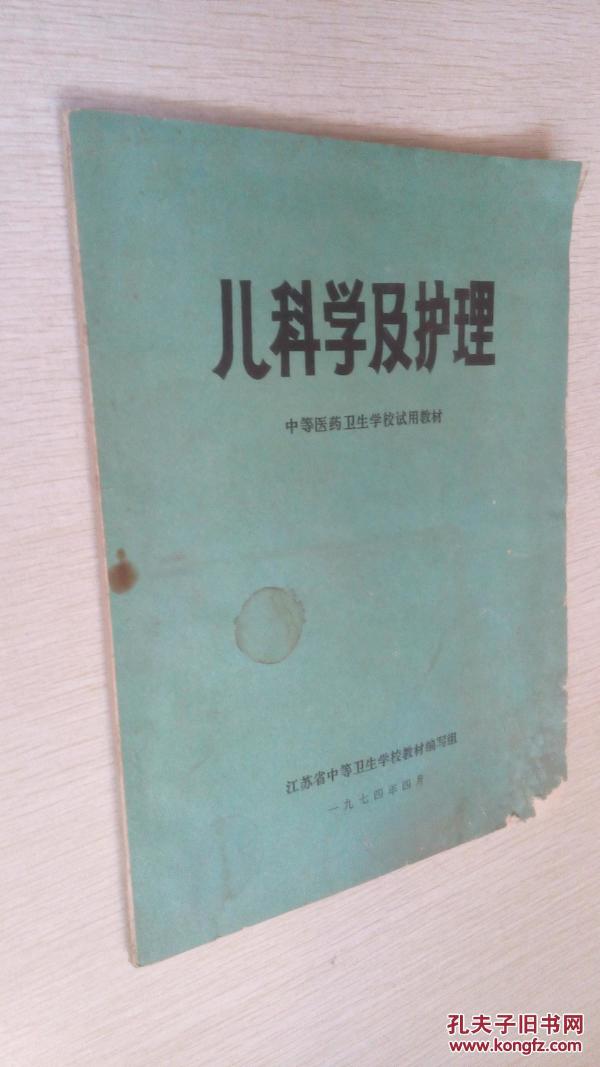 儿科学及护理
中等医药卫生学校试用教材
江苏省中等卫生学校教材编写组
一九七四年四月
孔夫子旧书网
www.kongfz.com